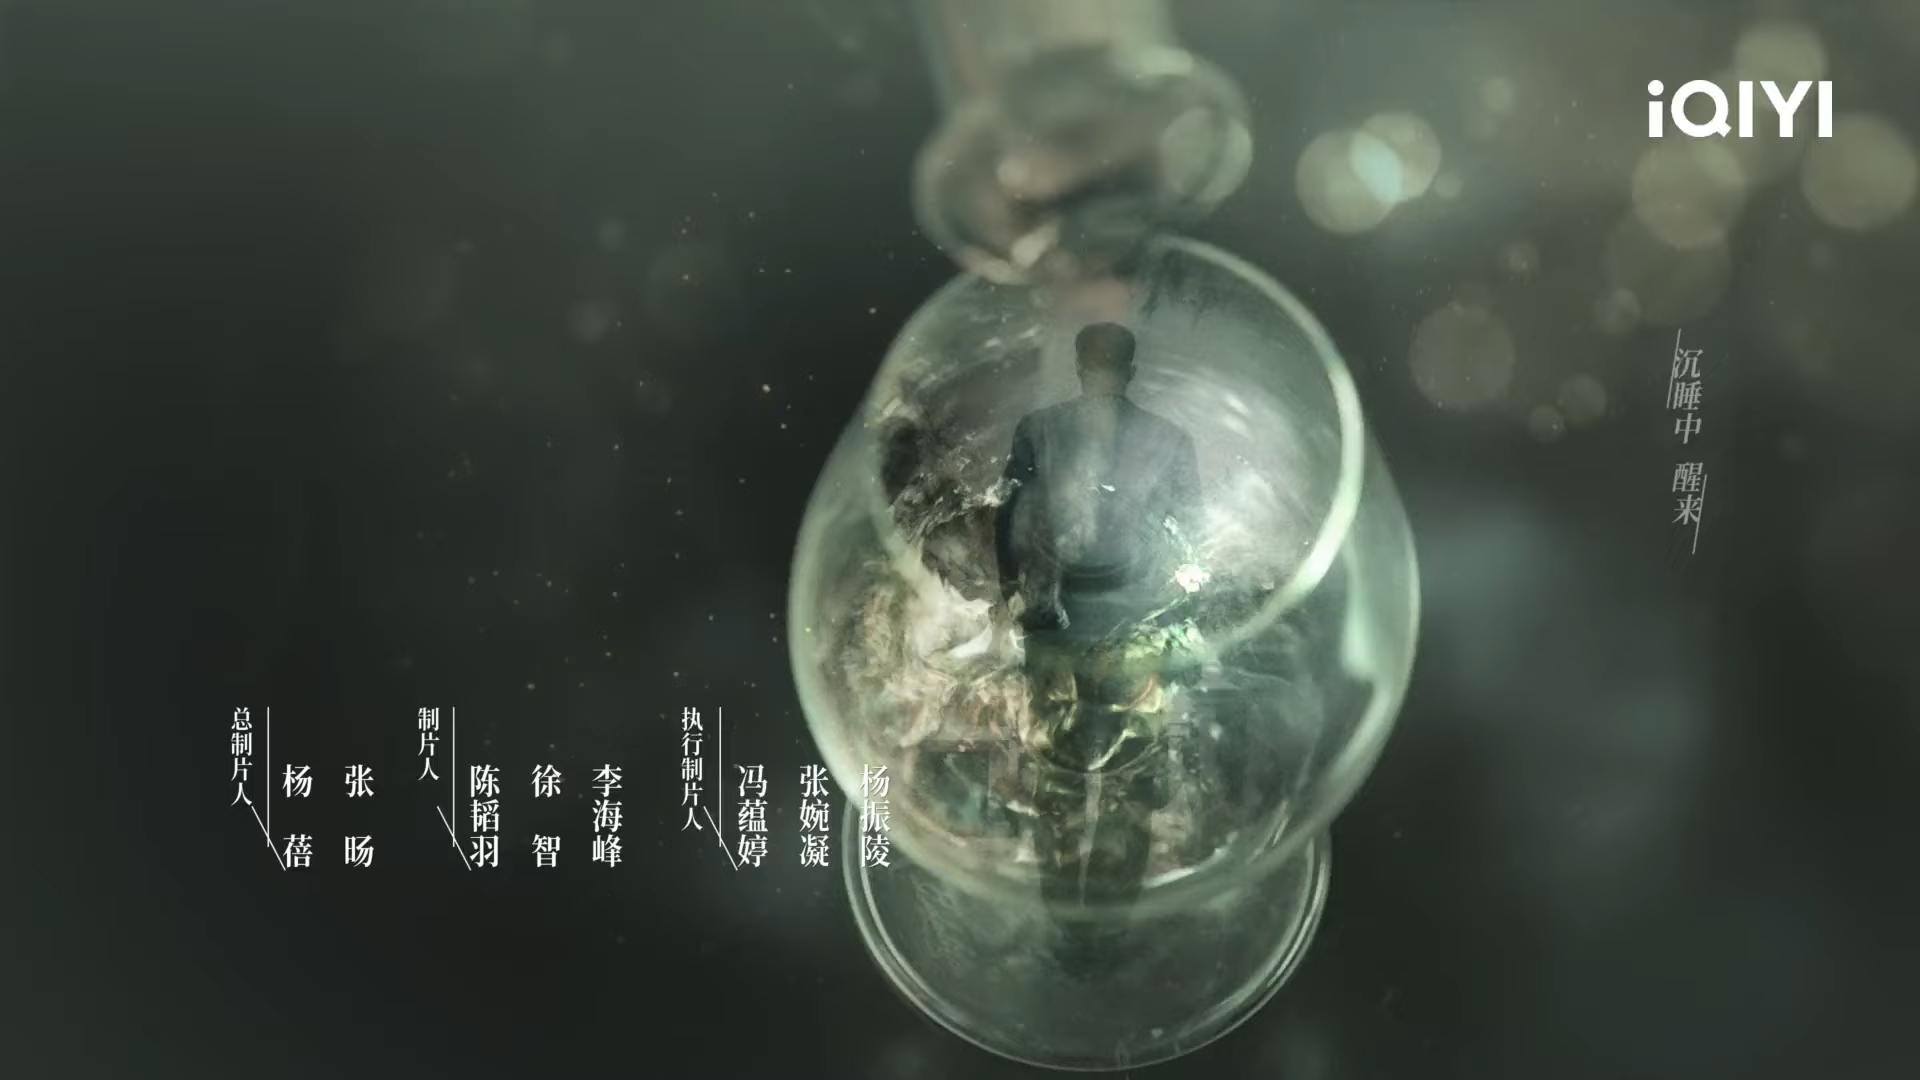 iQIYI
沉睡中 醒来
总制片人
杨蓓
张旸
制片人
陈韬羽
徐智
李海峰
执行制片人
冯蕴婷
张婉凝
杨振陵